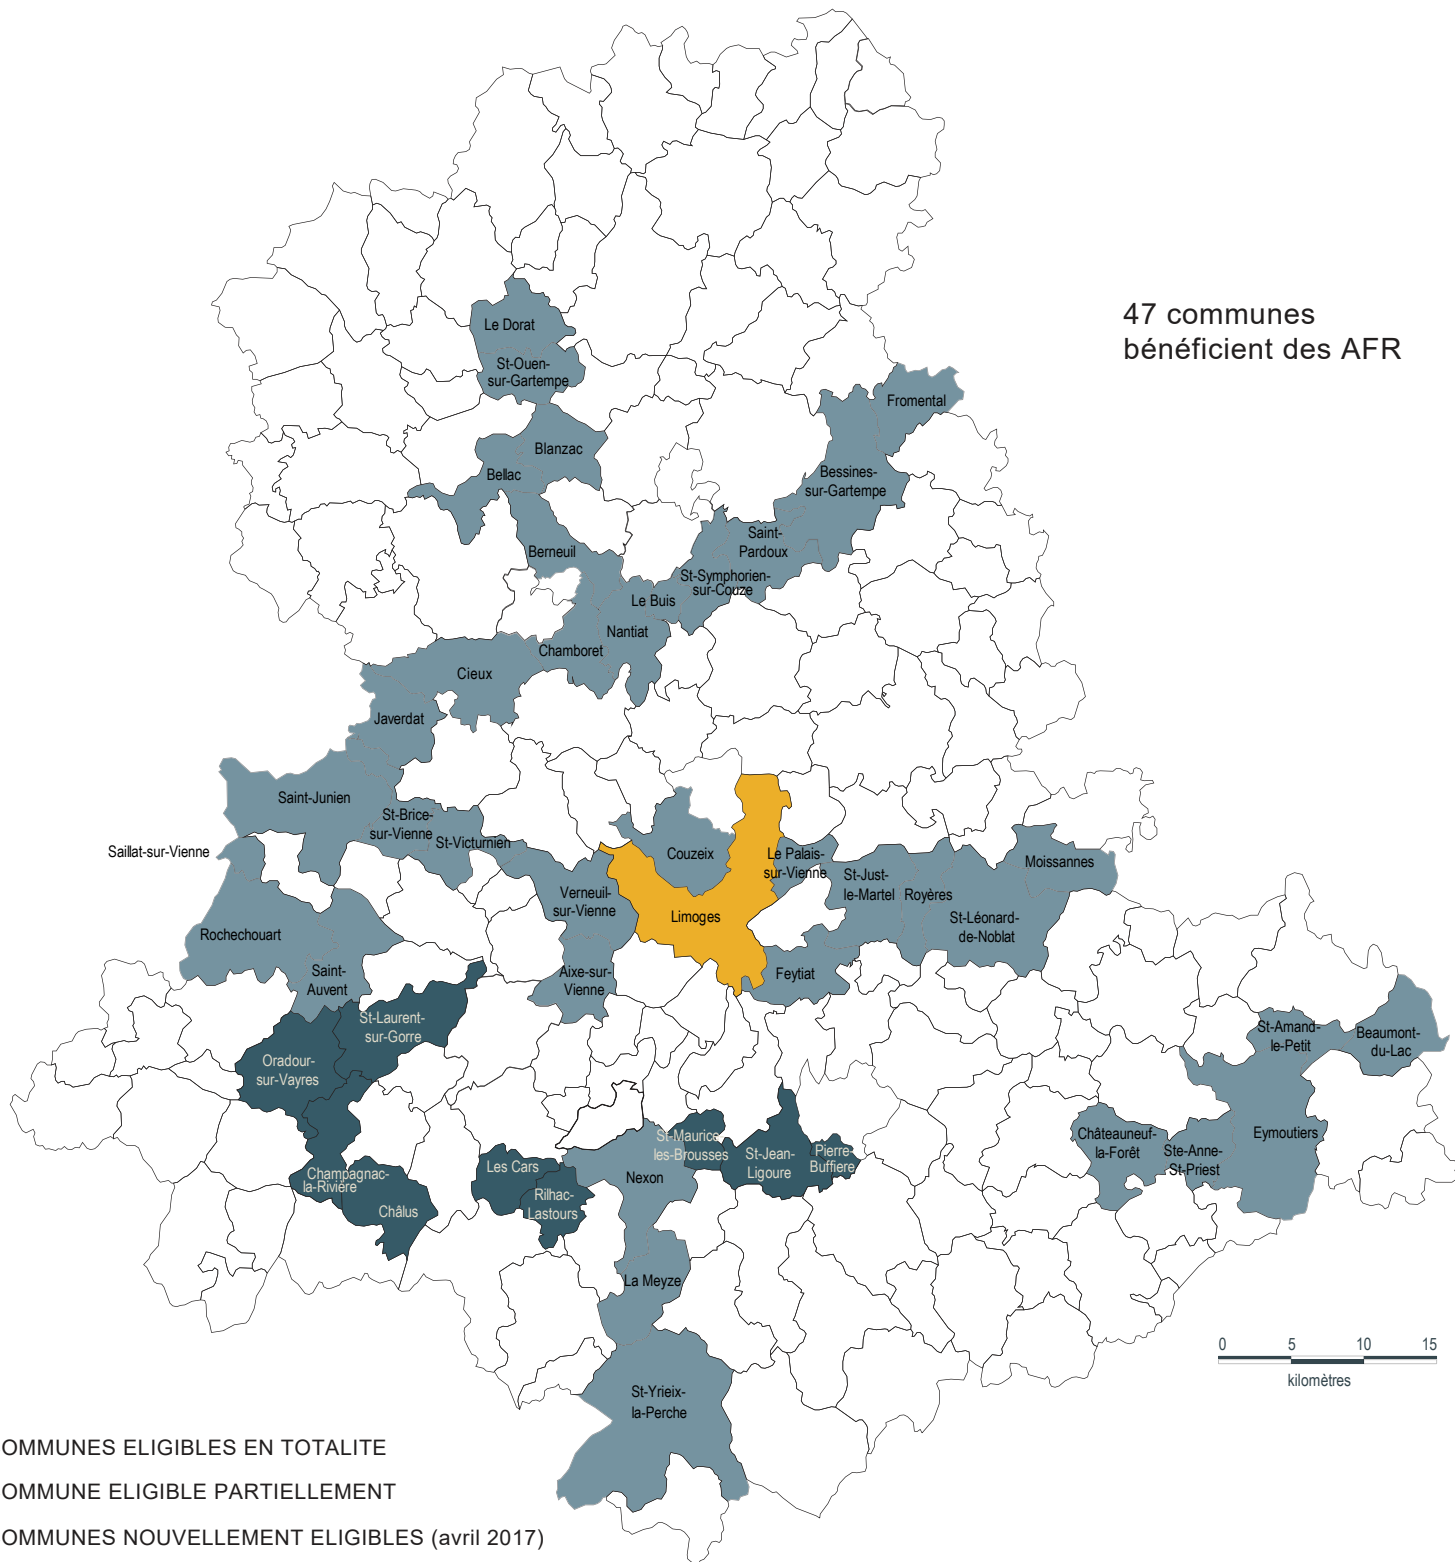 47 communes
bénéficient des AFR
Le Dorat
St-Ouen-
sur-Gartempe
Fromental
Blanzac
Bellac
Bessines-
sur-Gartempe
Saint-
Pardoux
Berneuil
St-Symphorien-
sur-Couze
Le Buis
Nantiat
Chamboret
Cieux
Javerdat
Saint-Junien
St-Brice-
sur-Vienne
St-Victurnien
Saillat-sur-Vienne
Couzeix
Le Palais-
sur-Vienne
Moissannes
St-Just-
le-Martel
Royères
Verneuil-
sur-Vienne
Limoges
St-Léonard-
de-Noblat
Rochechouart
Saint-
Auvent
Aixe-sur-
Vienne
Feytiat
St-Laurent-
sur-Gorre
St-Amand-
le-Petit
Beaumont-
du-Lac
Oradour-
sur-Vayres
Châteauneuf-
la-Forêt
Eymoutiers
Ste-Anne-
St-Priest
St-Maurice-
les-Brousses
St-Jean-
Ligoure
Pierre-
Buffiere
Les Cars
Nexon
Champagnac-
la-Rivière
Rilhac-
Lastours
Châlus
La Meyze
0 5 10 15
kilomètres
St-Yrieix-
la-Perche
OMMUNES ELIGIBLES EN TOTALITE
OMMUNE ELIGIBLE PARTIELLEMENT
OMMUNES NOUVELLEMENT ELIGIBLES (avril 2017)